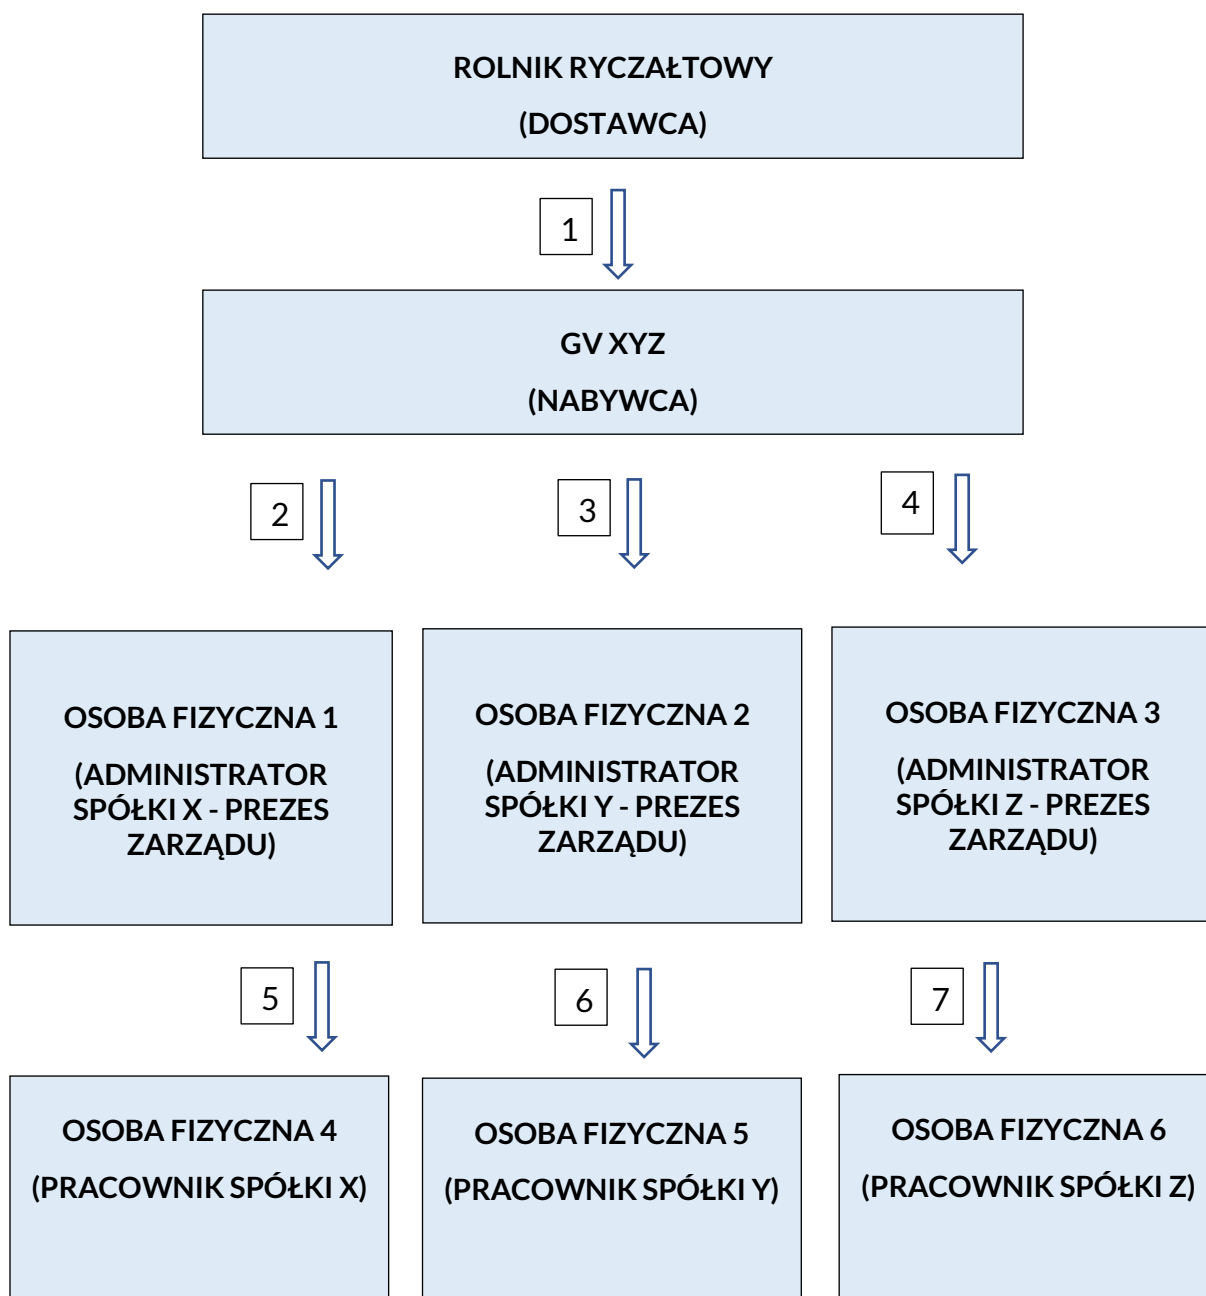 ROLNIK RYCZAŁTOWY
(DOSTAWCA)
1
GV XYZ
(NABYWCA)
2
3
4
OSOBA FIZYCZNA 1
(ADMINISTRATOR
SPÓŁKI X - PREZES
ZARZĄDU)
OSOBA FIZYCZNA 2
(ADMINISTRATOR
SPÓŁKI Y - PREZES
ZARZĄDU)
OSOBA FIZYCZNA 3
(ADMINISTRATOR
SPÓŁKI Z - PREZES
ZARZĄDU)
5
6
7
OSOBA FIZYCZNA 4
(PRACOWNIK SPÓŁKI X)
OSOBA FIZYCZNA 5
(PRACOWNIK SPÓŁKI Y)
OSOBA FIZYCZNA 6
(PRACOWNIK SPÓŁKI Z)